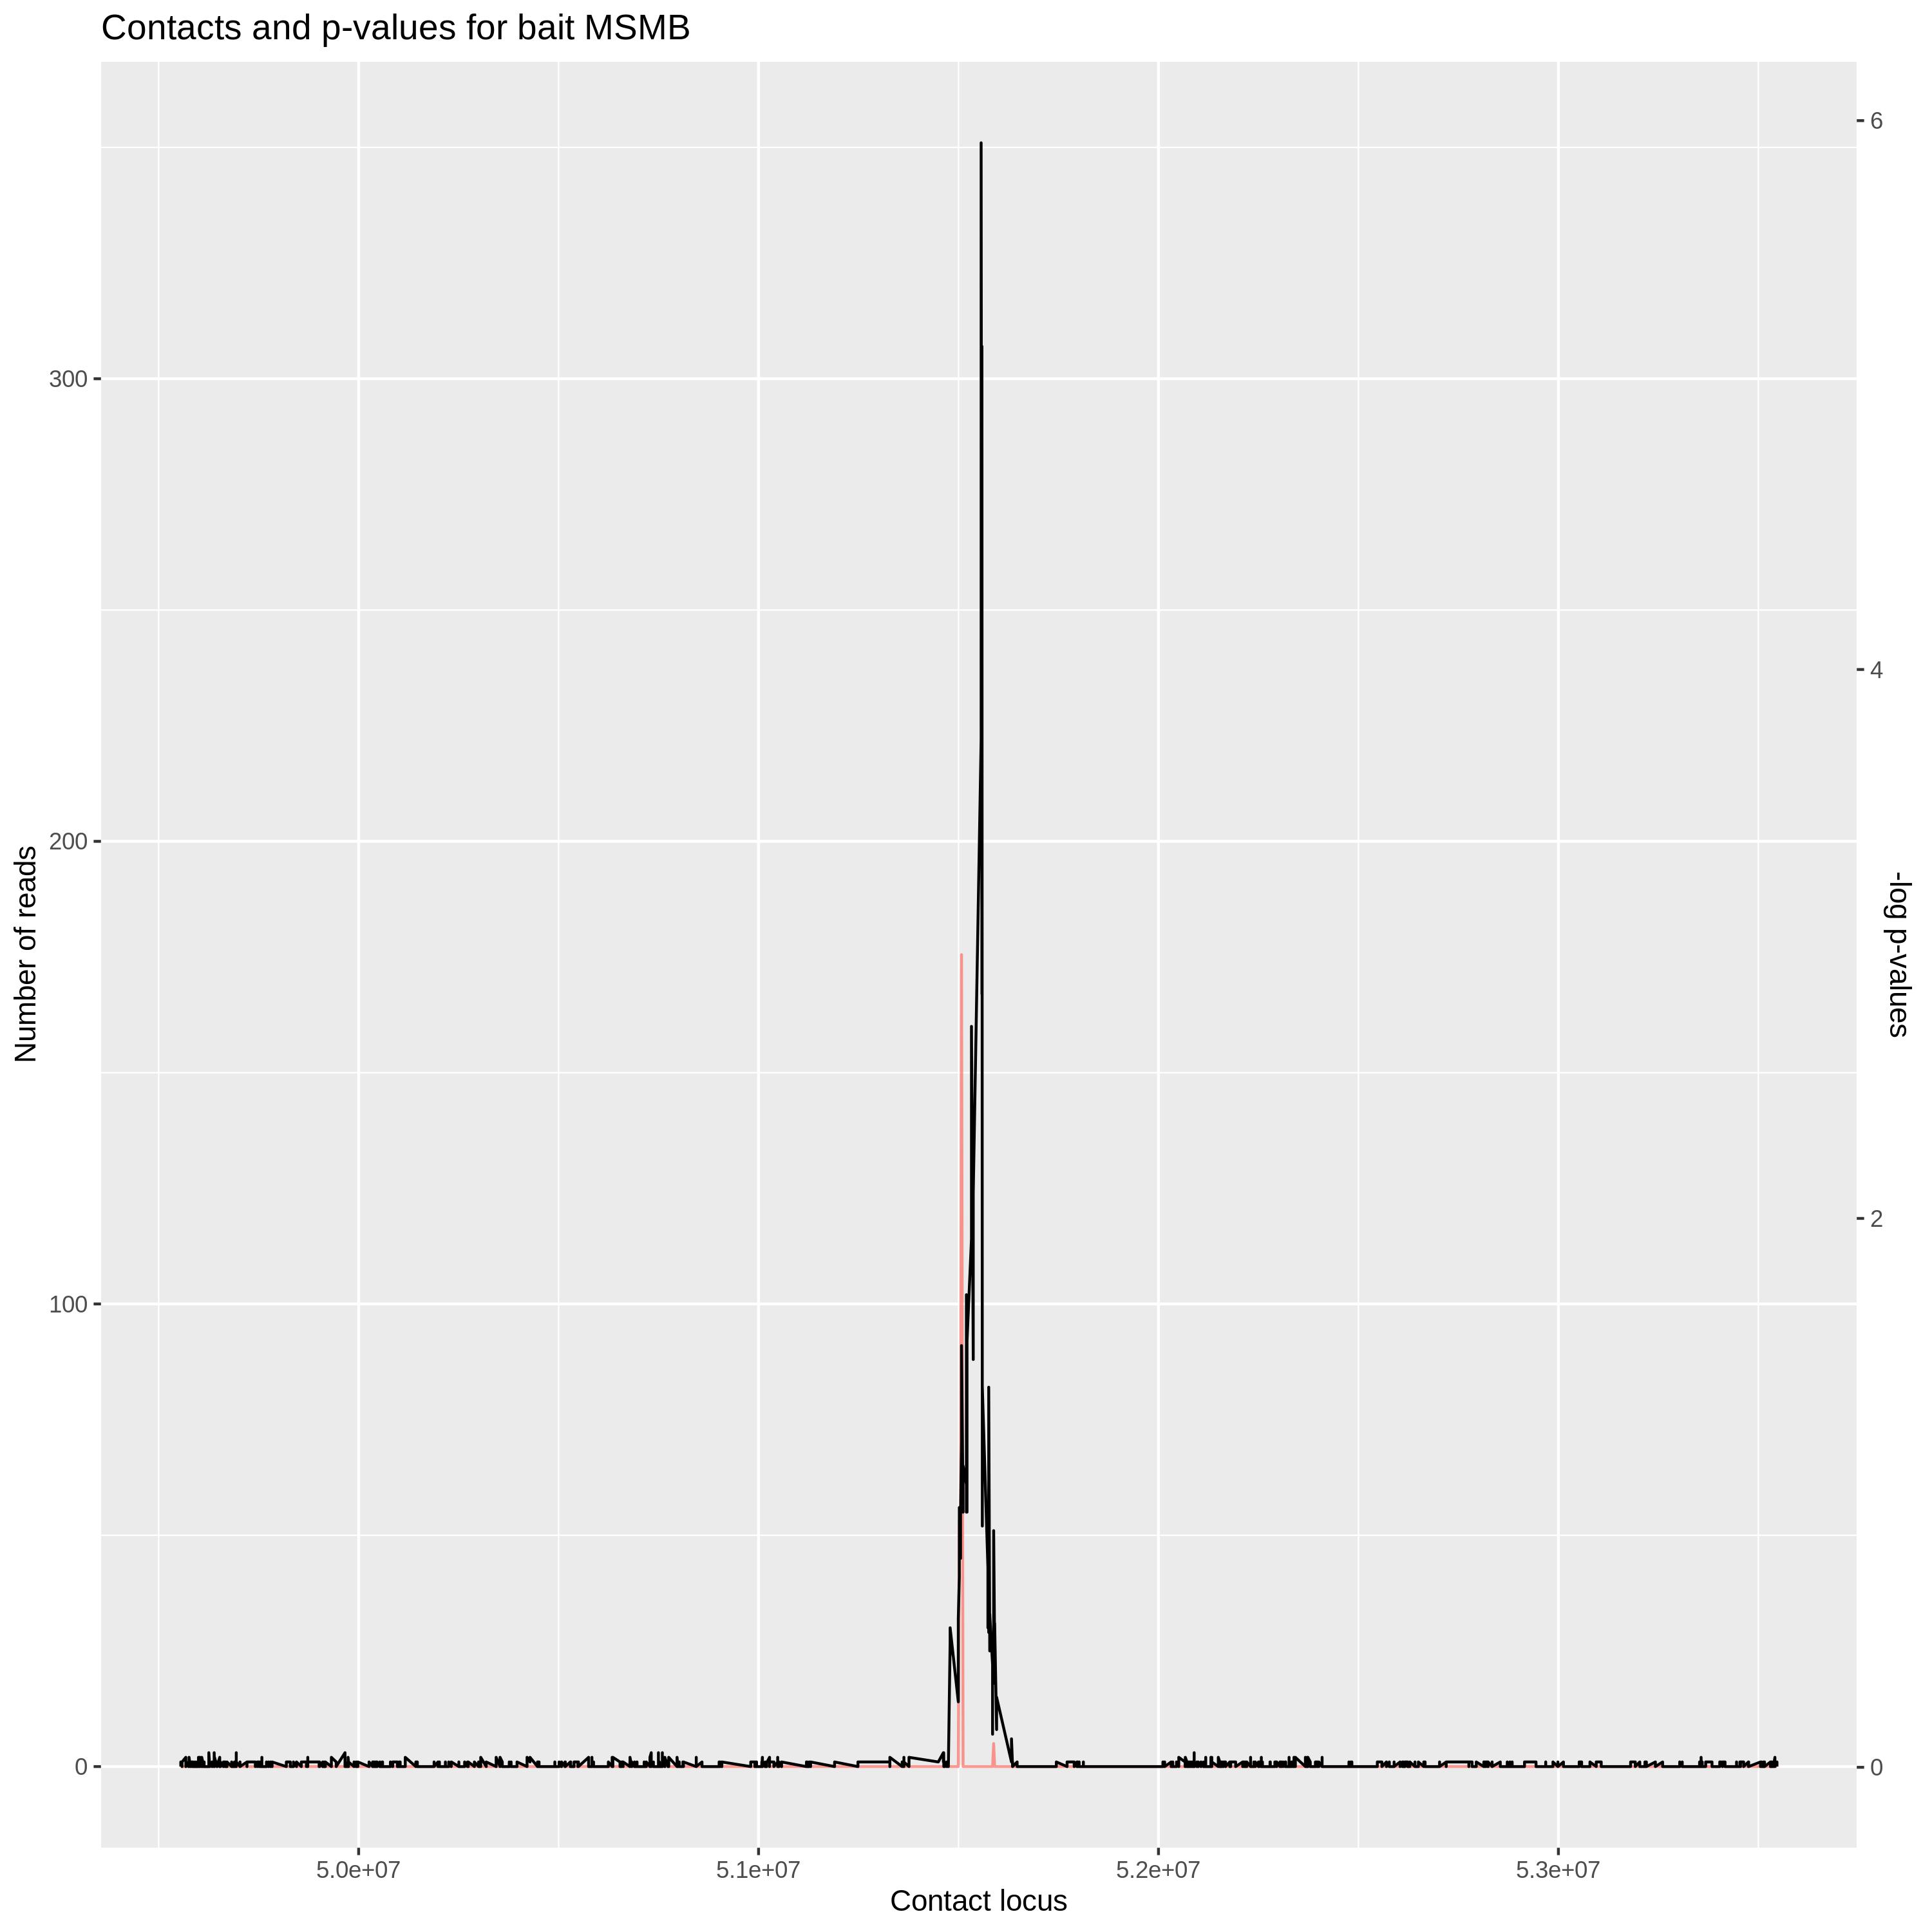 Contacts and p-values for bait MSMB
Number of reads
300
200
100
0
6
4
2
0
-log p-values
5.0e+07
5.1e+07
5.2e+07
5.3e+07
Contact locus